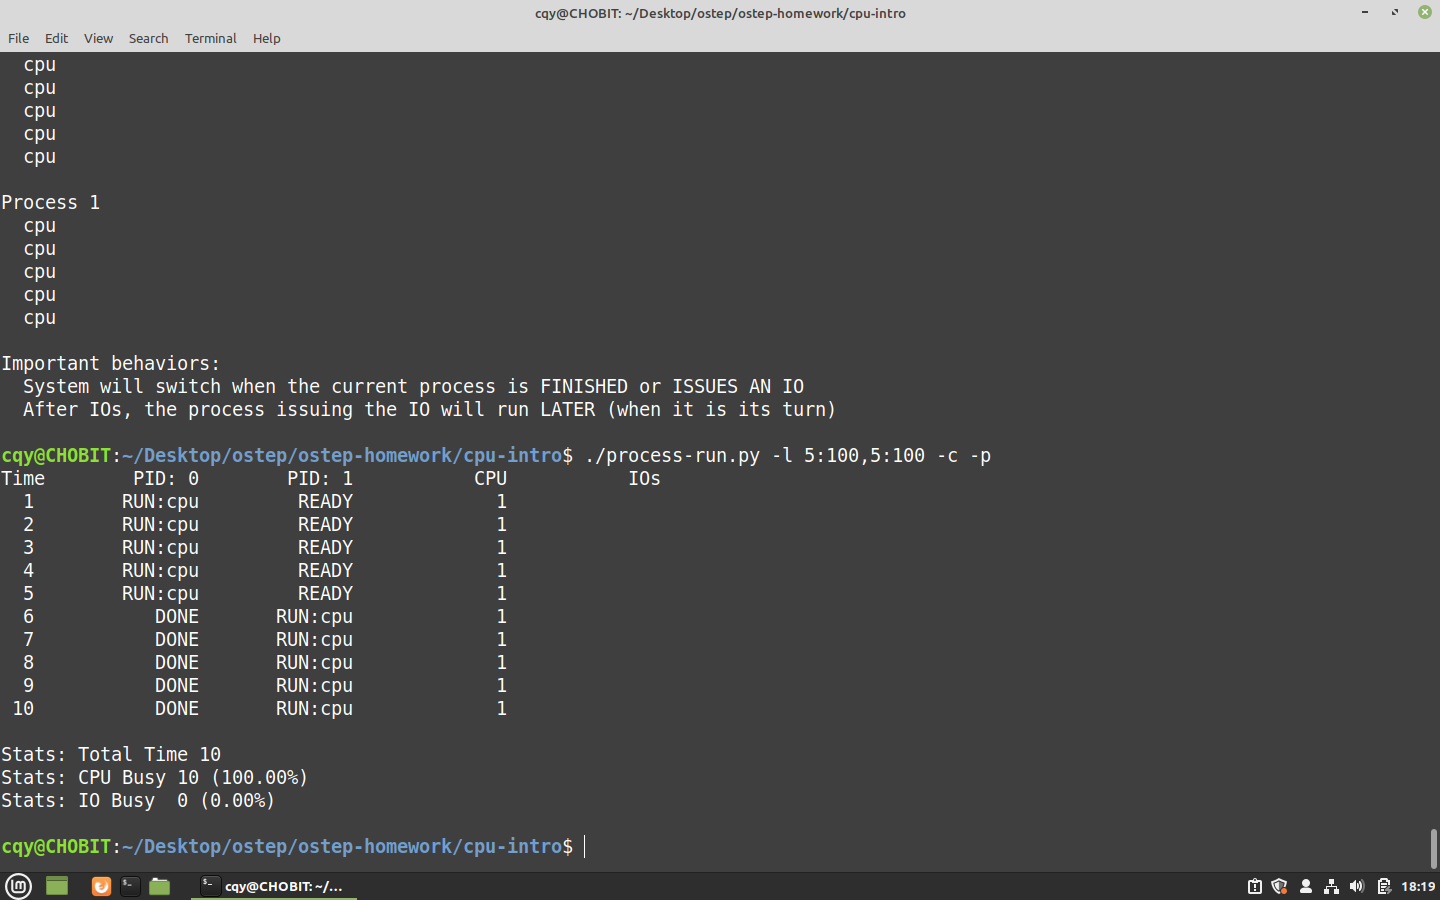 cqy@CHOBIT: ~/Desktop/ostep/ostep-homework/cpu-intro
File Edit View Search Terminal Help
cpu
cpu
cpu
cpu
cpu
Process 1
cpu
cpu
cpu
cpu
cpu
Important behaviors:
System will switch when the current process is FINISHED or ISSUES AN IO
After IOs, the process issuing the IO will run LATER (when it is its turn)
cqy@CHOBIT:~/Desktop/ostep/ostep-homework/cpu-intro$ ./process-run.py -l 5:100,5:100 -c -p
Time PID: 0 PID: 1 CPU IOs
1 RUN:cpu READY 1
2 RUN:cpu READY 1
3 RUN:cpu READY 1
4 RUN:cpu READY 1
5 RUN:cpu READY 1
6 DONE RUN:cpu 1
7 DONE RUN:cpu 1
8 DONE RUN:cpu 1
9 DONE RUN:cpu 1
10 DONE RUN:cpu 1
Stats: Total Time 10
Stats: CPU Busy 10 (100.00%)
Stats: IO Busy 0 (0.00%)
cqy@CHOBIT:~/Desktop/ostep/ostep-homework/cpu-intro$
cqy@CHOBIT: ~/... 18:19